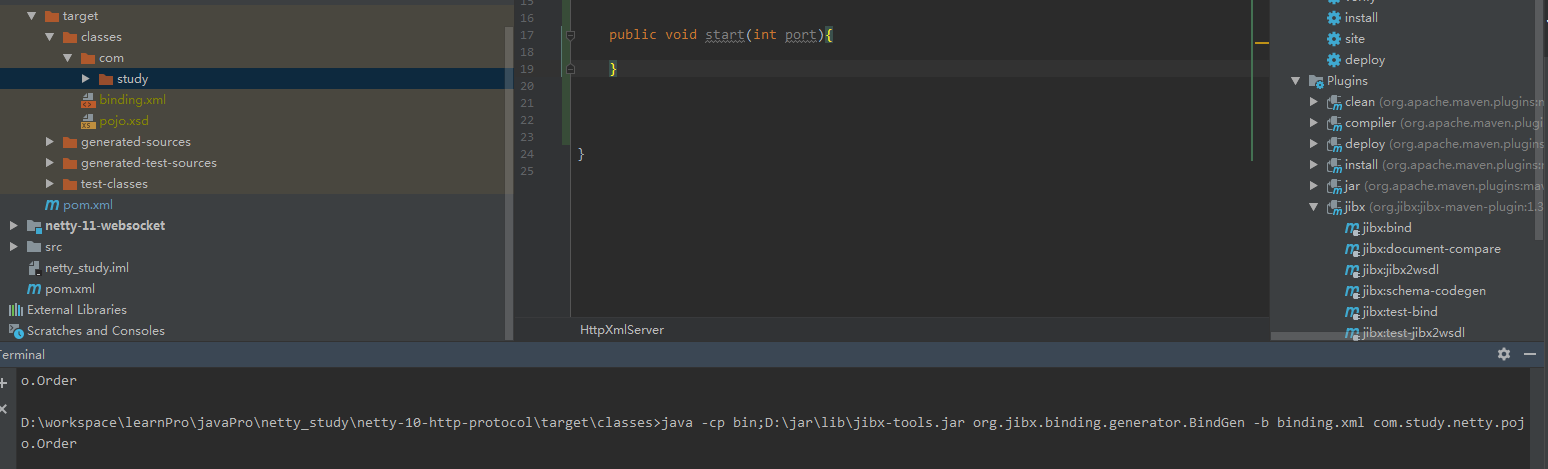 target
classes
com
study
binding.xml
pojo.xsd
generated-sources
generated-test-sources
test-classes
pom.xml
netty-11-websocket
src
netty_study.iml
pom.xml
External Libraries
Scratches and Consoles
16
17 public void start(int port){
18
19 }
20
21
22
23
24 }
25
HttpXmlServer
install
site
deploy
Plugins
clean (org.apache.maven.plugins:m
compiler (org.apache.maven.plugi
deploy (org.apache.maven.plugins
install (org.apache.maven.plugins:
jar (org.apache.maven.plugins:mav
jibx (org.jibx:jibx-maven-plugin:1.3
jibx:bind
jibx:document-compare
jibx:jibx2wsdl
jibx:schema-codegen
jibx:test-bind
jibx:test-jibx2wsdl
Terminal
o.Order
D:\workspace\learnPro\javaPro\netty_study\netty-10-http-protocol\target\classes>java -cp bin;D:\jar\lib\jibx-tools.jar org.jibx.binding.generator.BindGen -b binding.xml com.study.netty.poj
o.Order